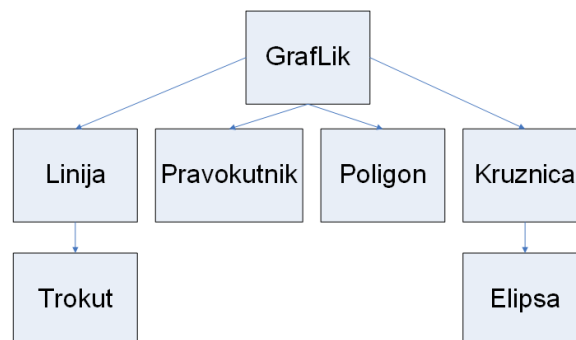 GrafLik
Linija
Pravokutnik
Poligon
Kruznica
Trokut
Elipsa